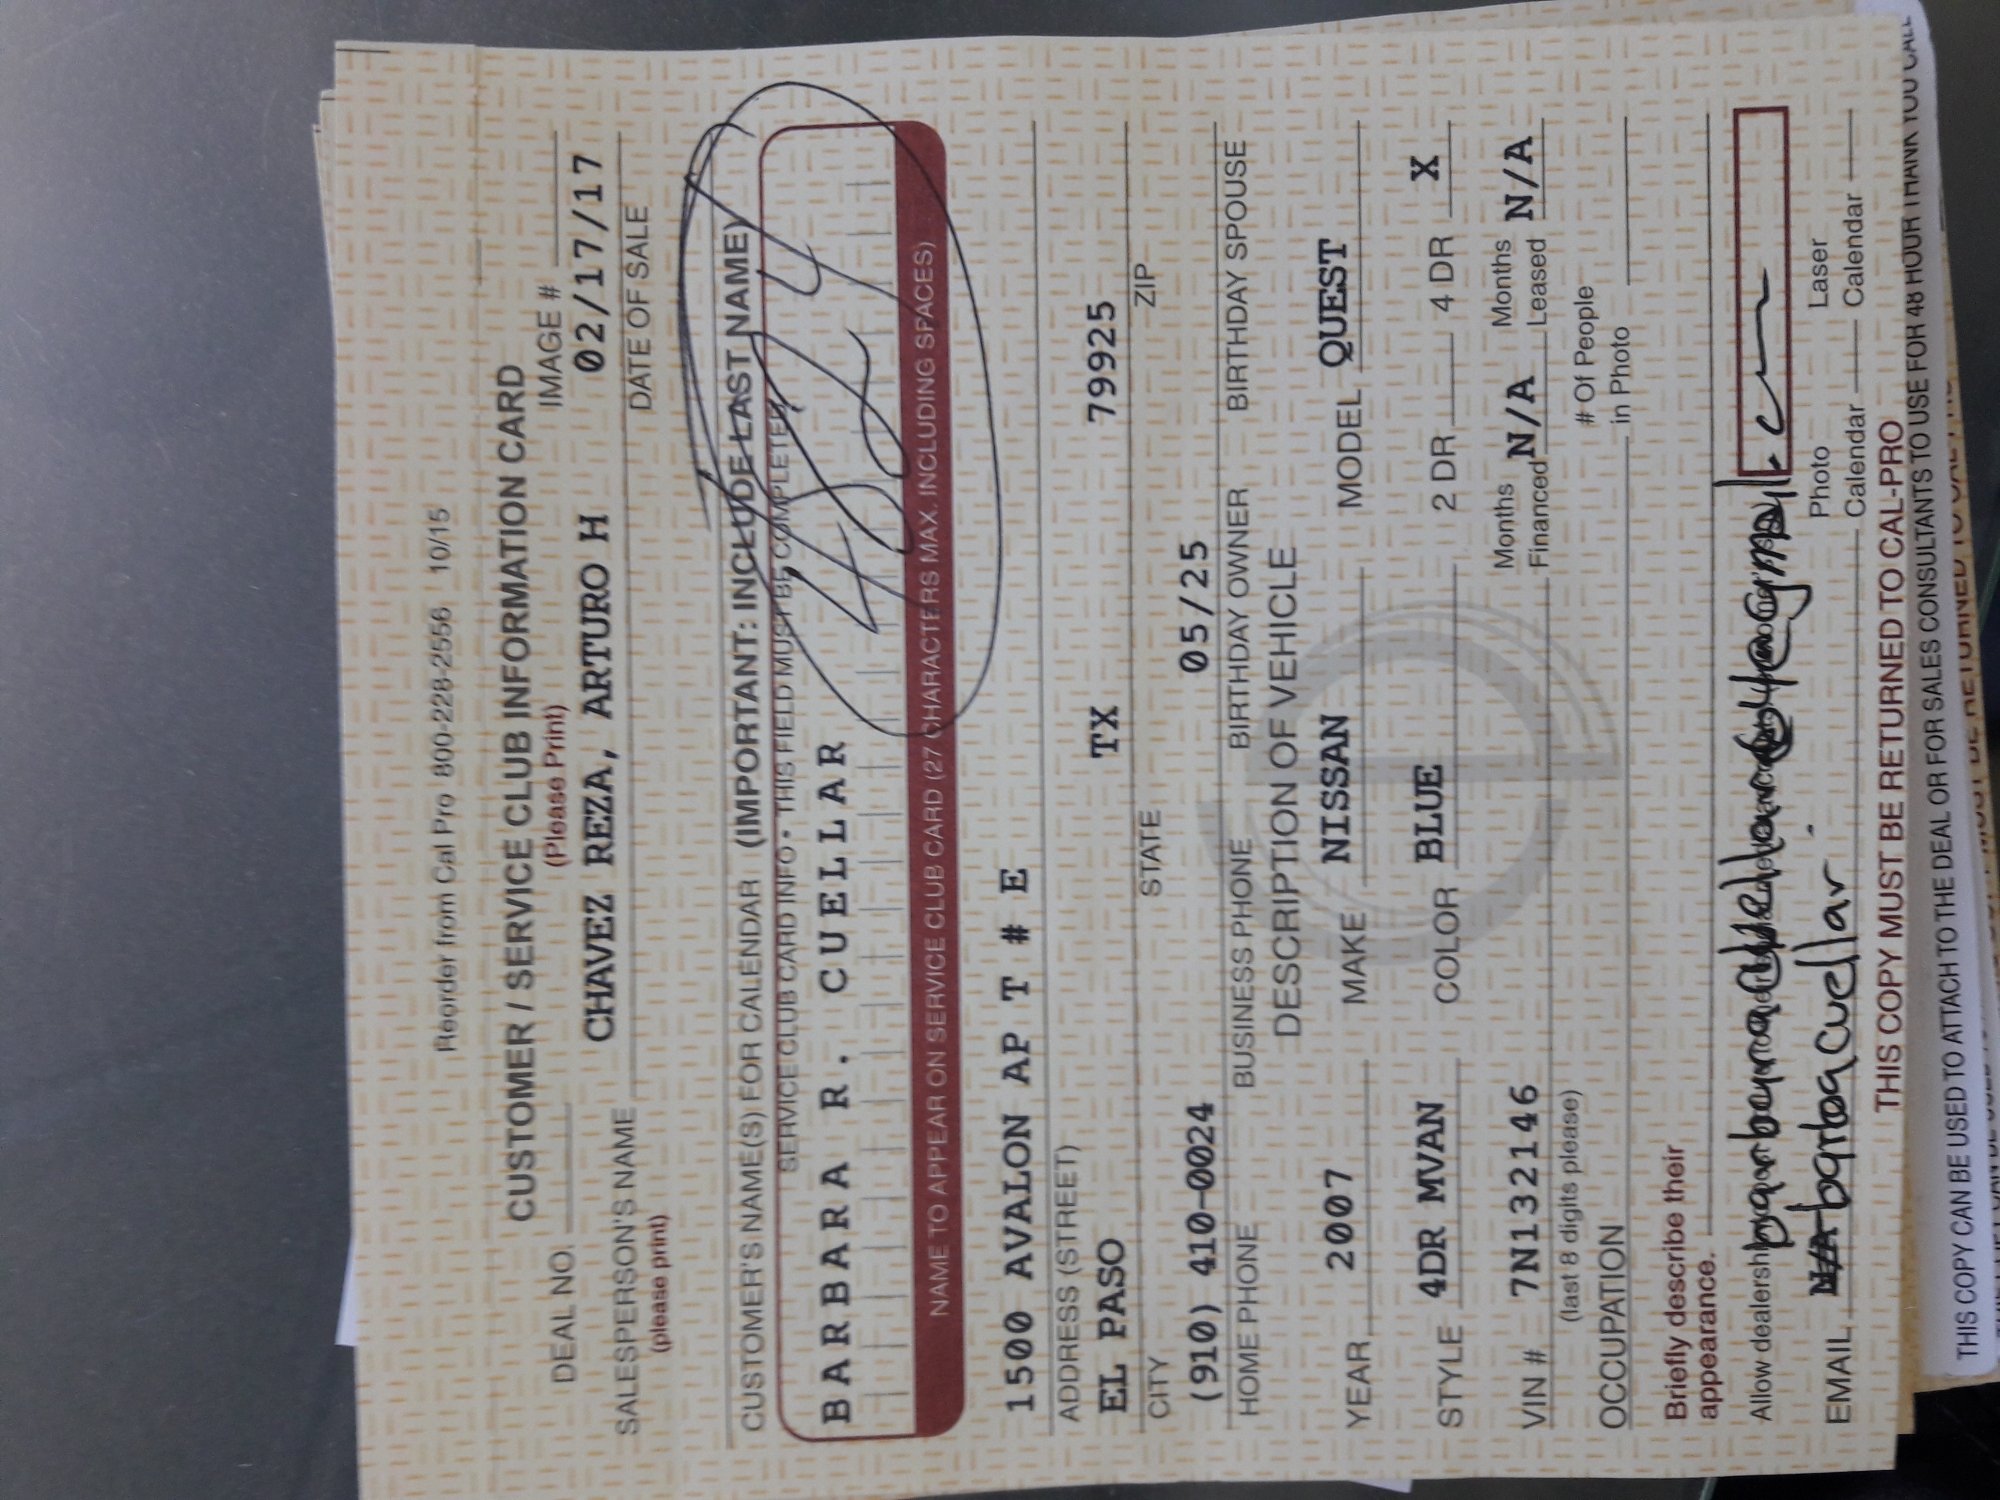 Reorder from Cal Pro 800-228-2556 10/15
CUSTOMER / SERVICE CLUB INFORMATION CARD
(Please Print)
DEAL NO. IMAGE #
CHAVEZ REZA, ARTURO H 02/17/17
SALESPERSON'S NAME DATE OF SALE
(please print)
CUSTOMER'S NAME(S) FOR CALENDAR (IMPORTANT: INCLUDE LAST NAME)
SERVICE CLUB CARD INFO • THIS FIELD MUST BE COMPLETED
BARBARA R. CUELLAR
NAME TO APPEAR ON SERVICE CLUB CARD (27 CHARACTERS MAX. INCLUDING SPACES)
1500 AVALON AP T # E
ADDRESS (STREET)
EL PASO TX 79925
CITY STATE ZIP
(910) 410-0024 05/25
HOME PHONE BUSINESS PHONE BIRTHDAY OWNER BIRTHDAY SPOUSE
DESCRIPTION OF VEHICLE
YEAR 2007 MAKE NISSAN MODEL QUEST
STYLE 4DR MVAN COLOR BLUE 2 DR 4 DR X
VIN # 7N132146 Months Financed N/A Months Leased N/A
(last 8 digits please)
OCCUPATION # Of People in Photo
Briefly describe their
appearance.
Allow dealership
EMAIL N/A barbaracuellar Photo Calendar Laser Calendar
THIS COPY MUST BE RETURNED TO CAL-PRO
THIS COPY CAN BE USED TO ATTACH TO THE DEAL OR FOR SALES CONSULTANTS TO USE FOR 48 HOUR THANK YOU CALL